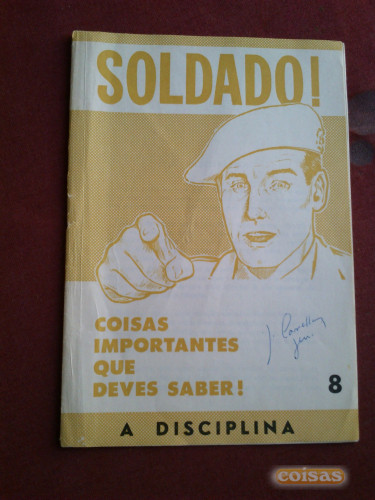 SOLDADO!
COISAS
IMPORTANTES
QUE
DEVES SABER!
8
A DISCIPLINA
coisas